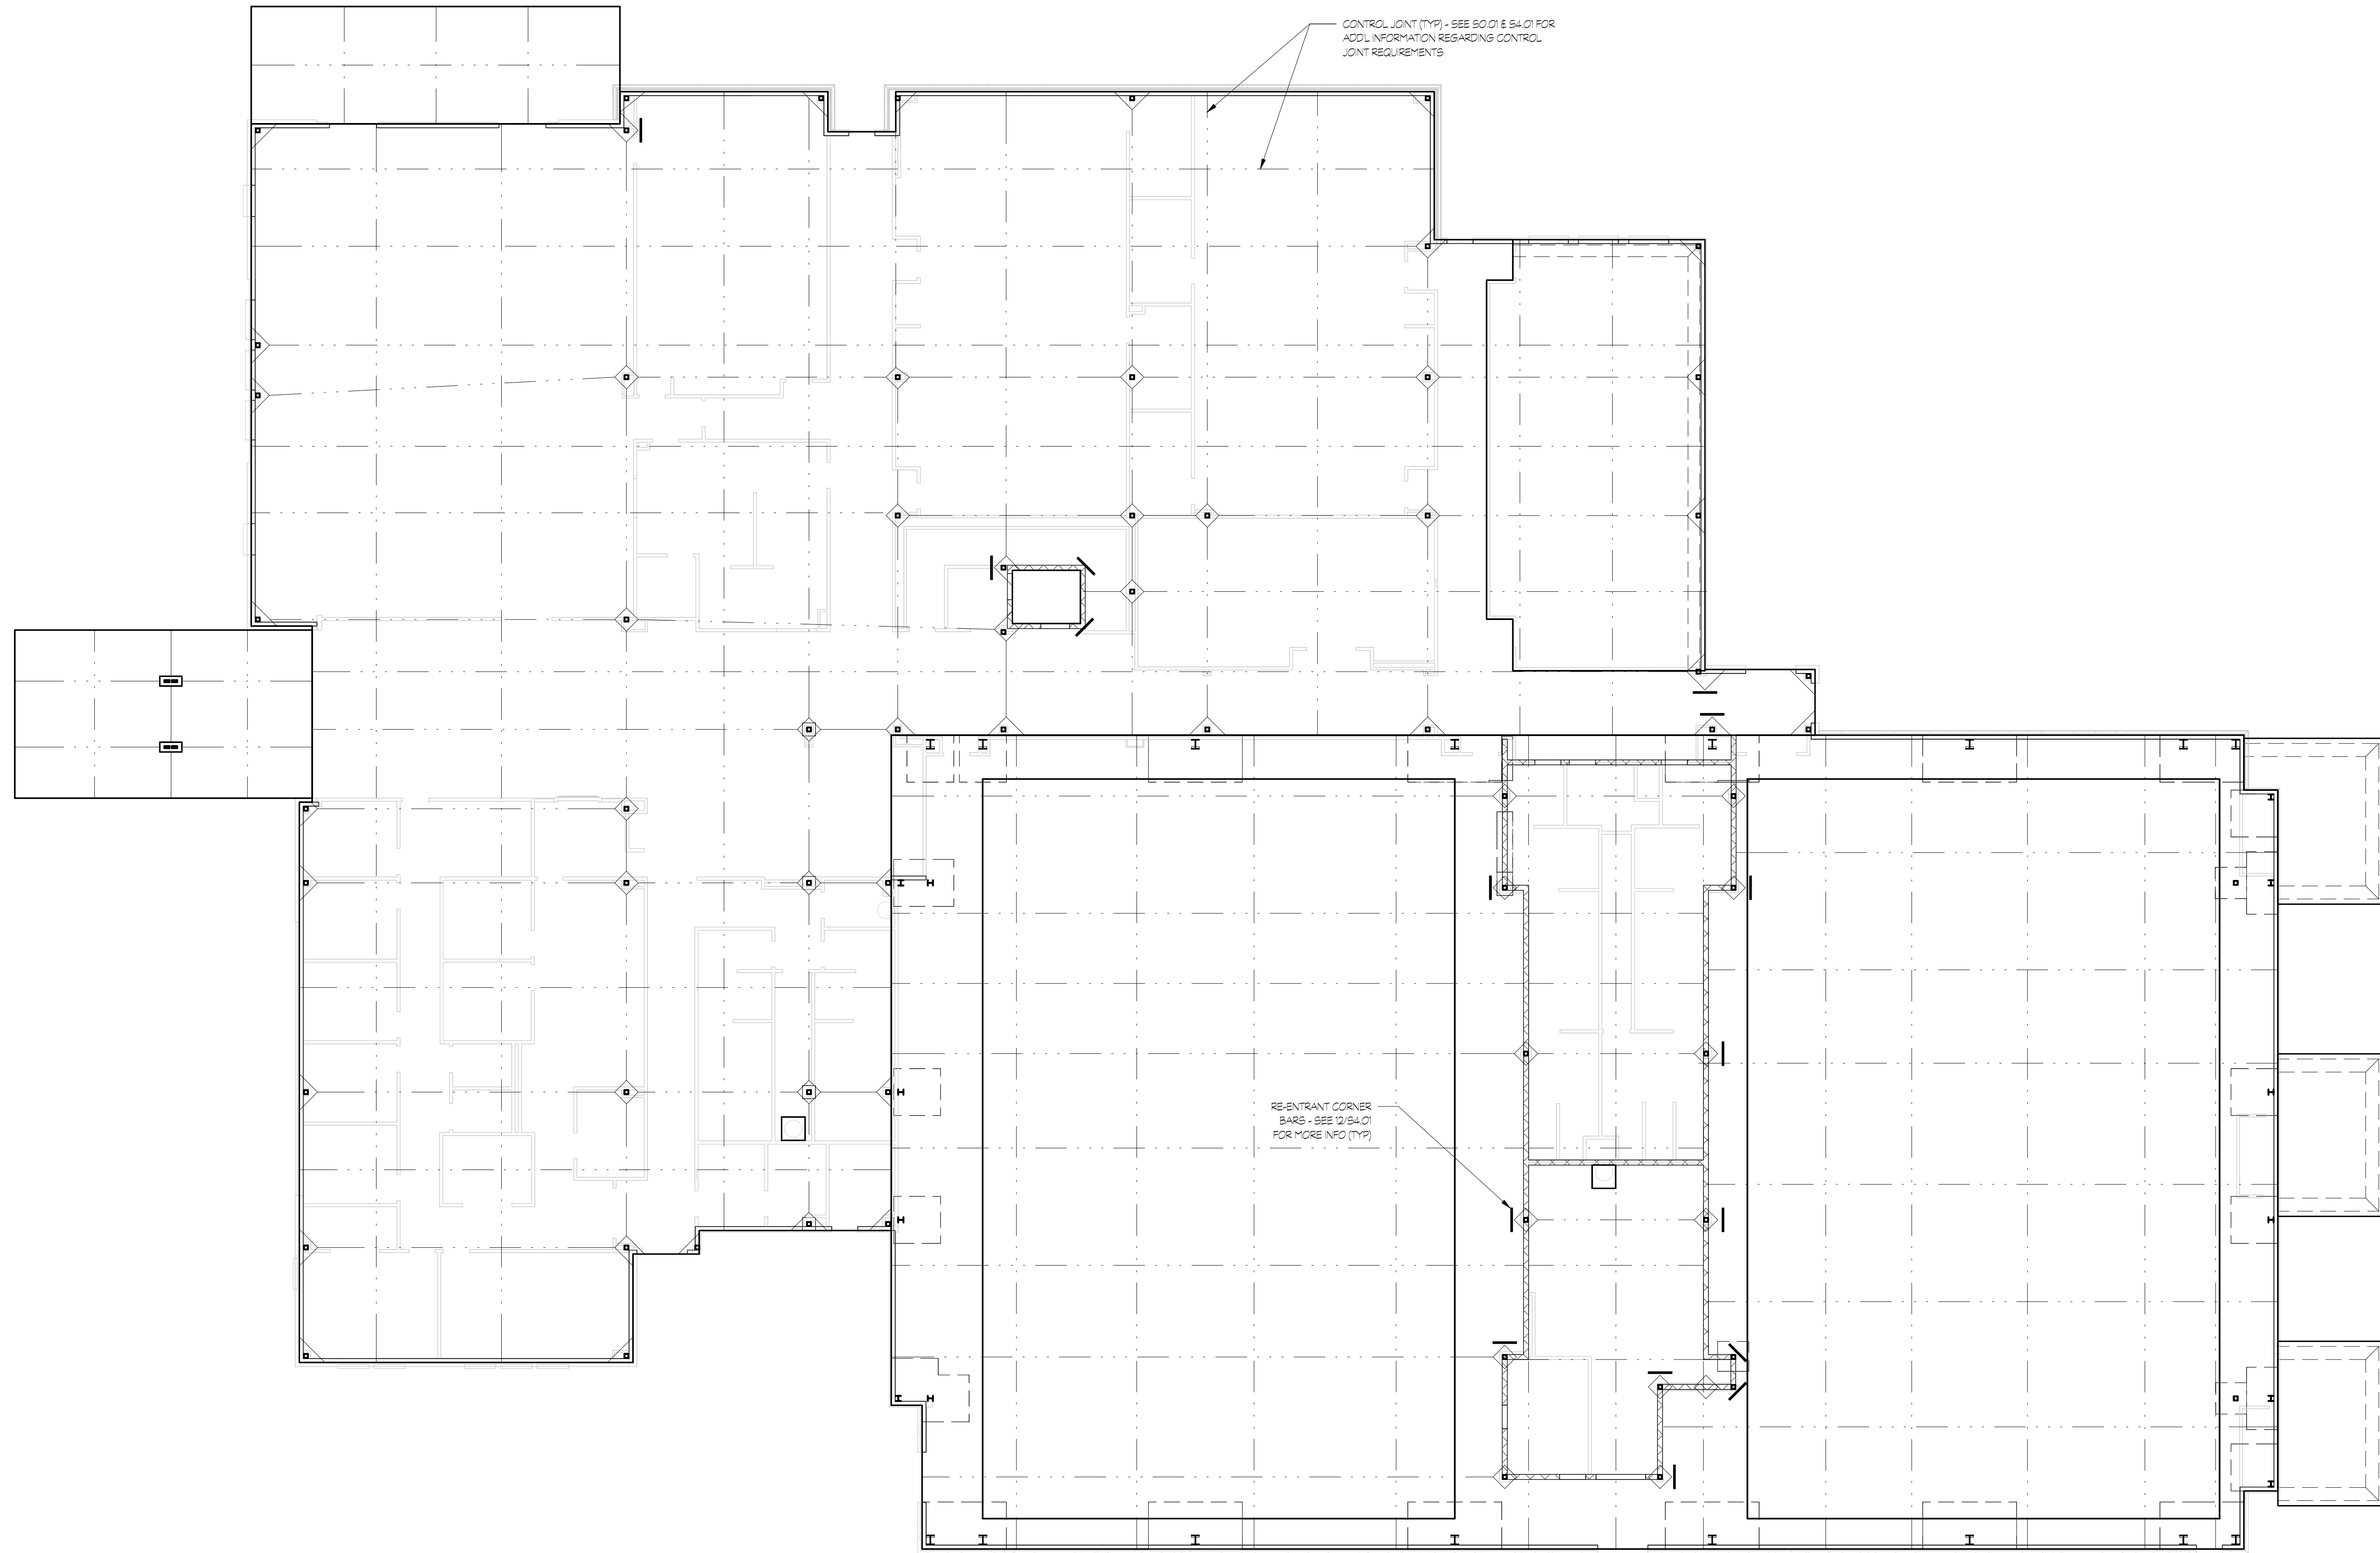 CONTROL JOINT (TYP) - SEE S0.01 & S4.01 FOR
ADD'L INFORMATION REGARDING CONTROL
JOINT REQUIREMENTS
RE-ENTRANT CORNER
BARS - SEE 12/S4.01
FOR MORE INFO (TYP)